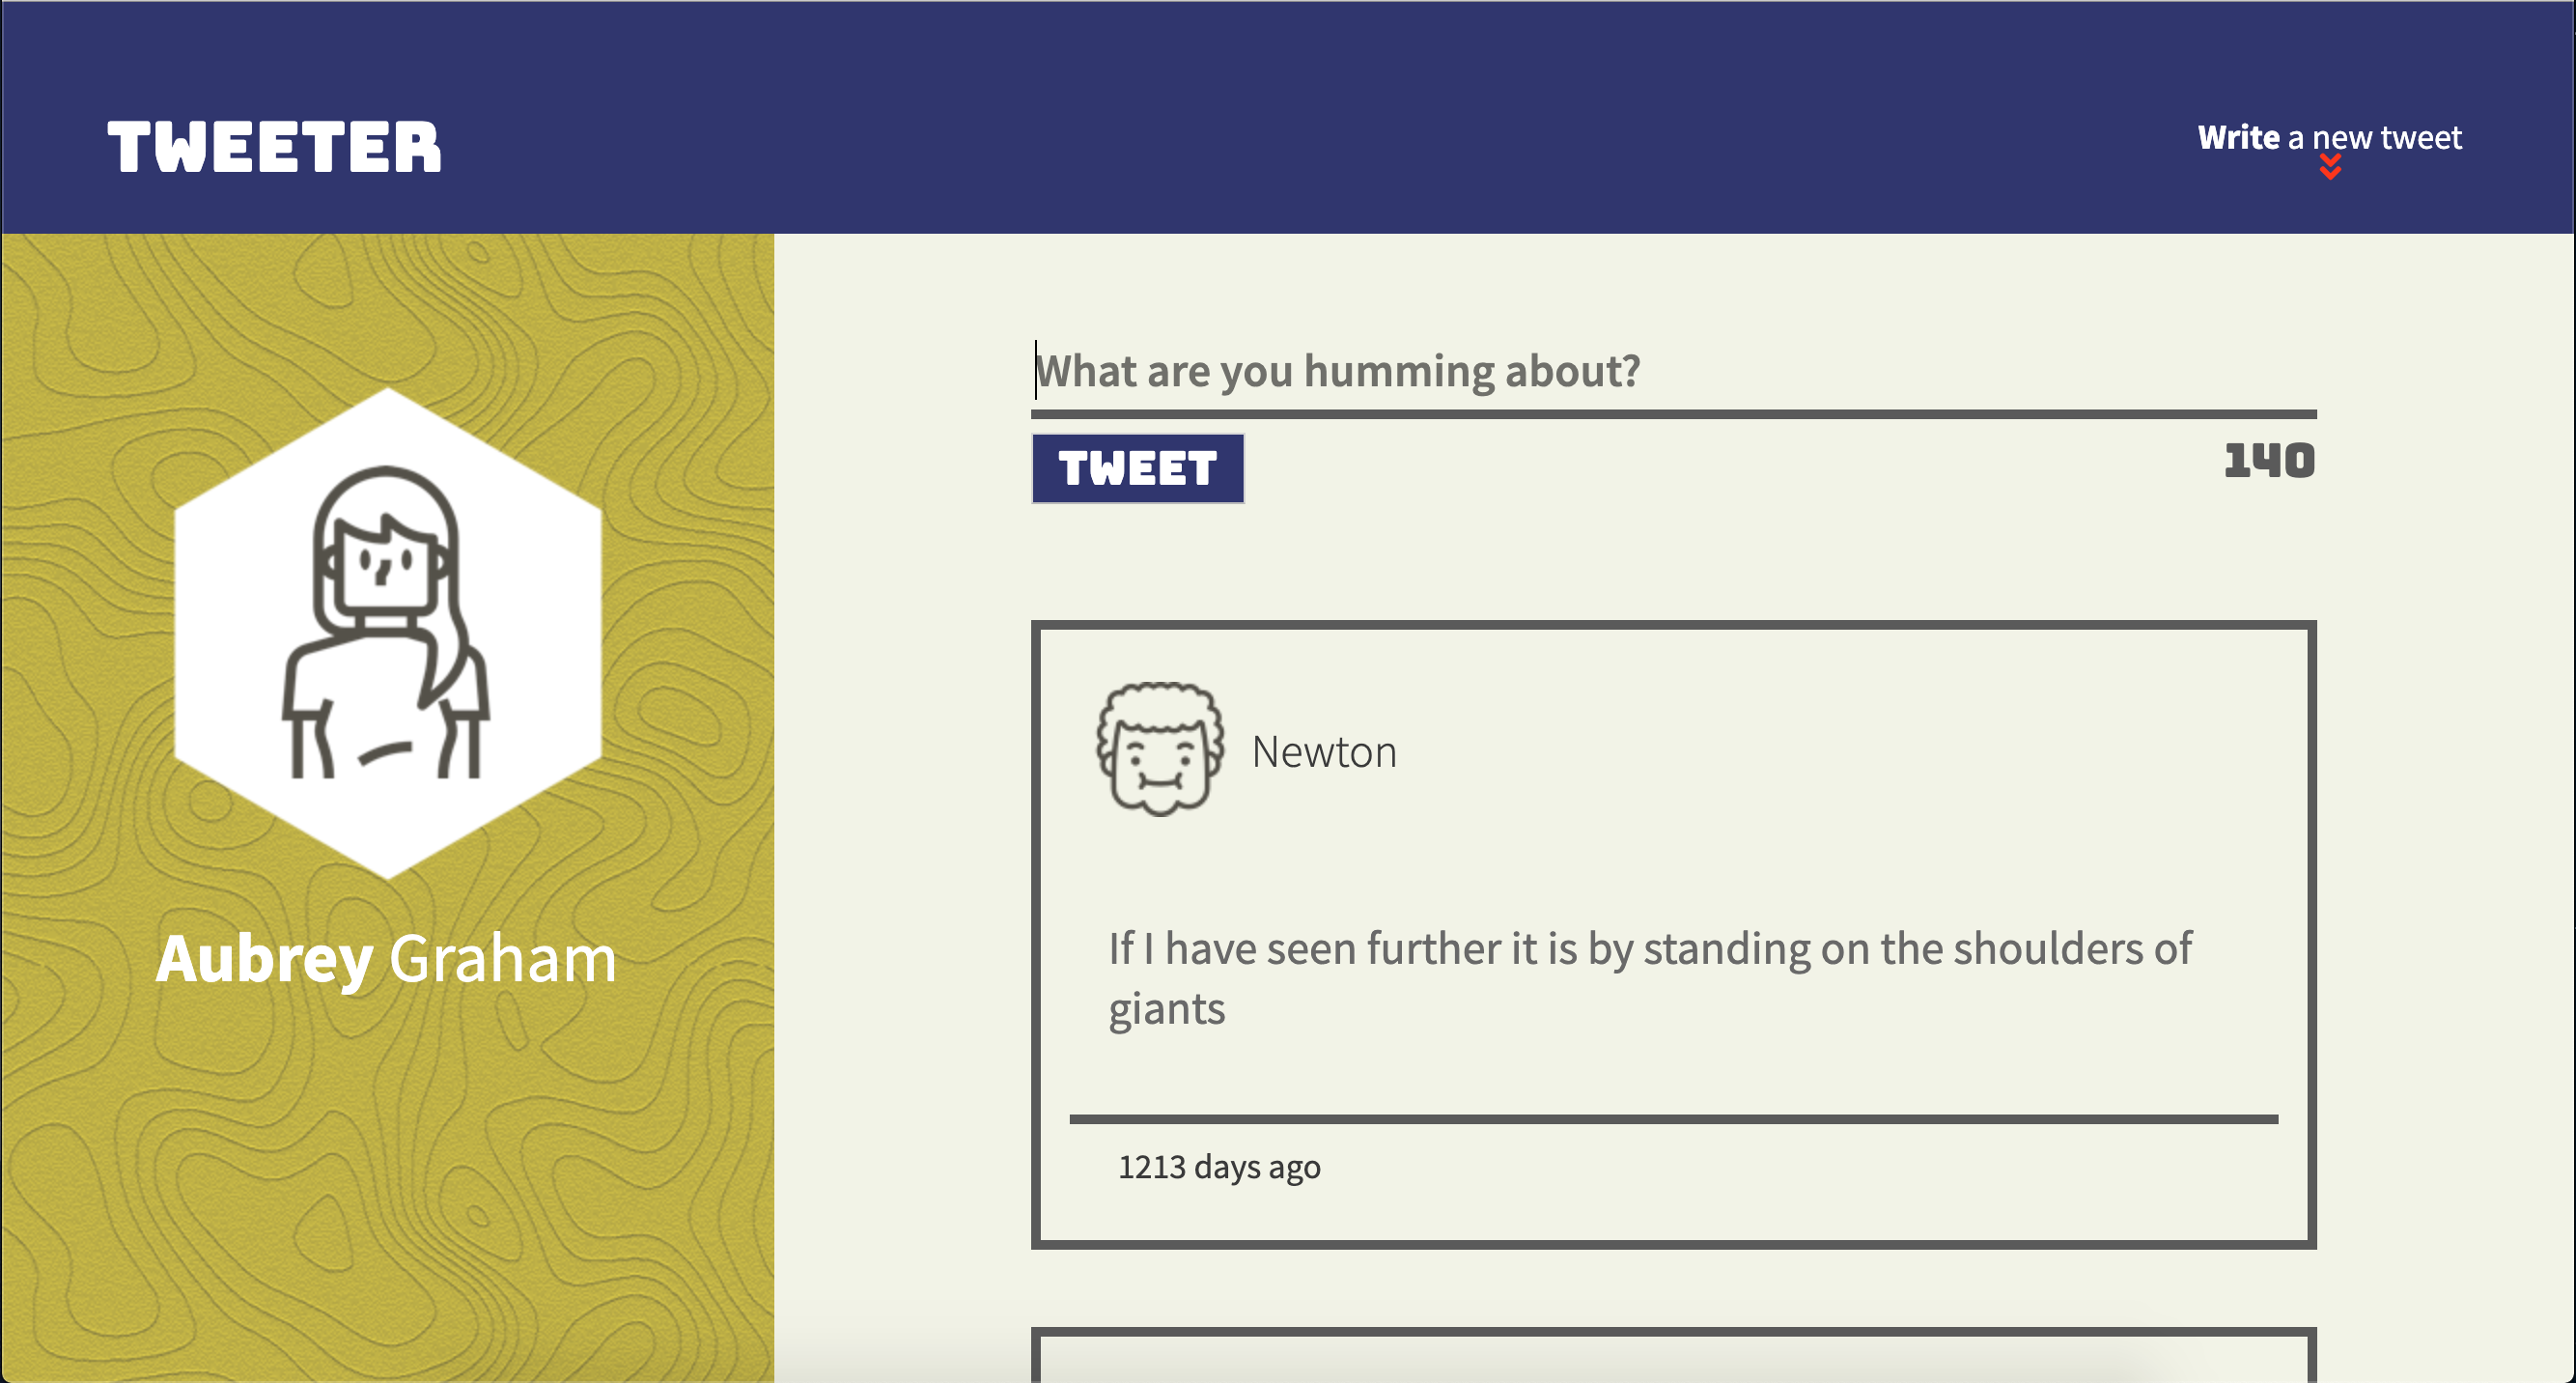 TWEETER
Write a new tweet
What are you humming about?
TWEET
140
Aubrey Graham
Newton
If I have seen further it is by standing on the shoulders of
giants
1213 days ago